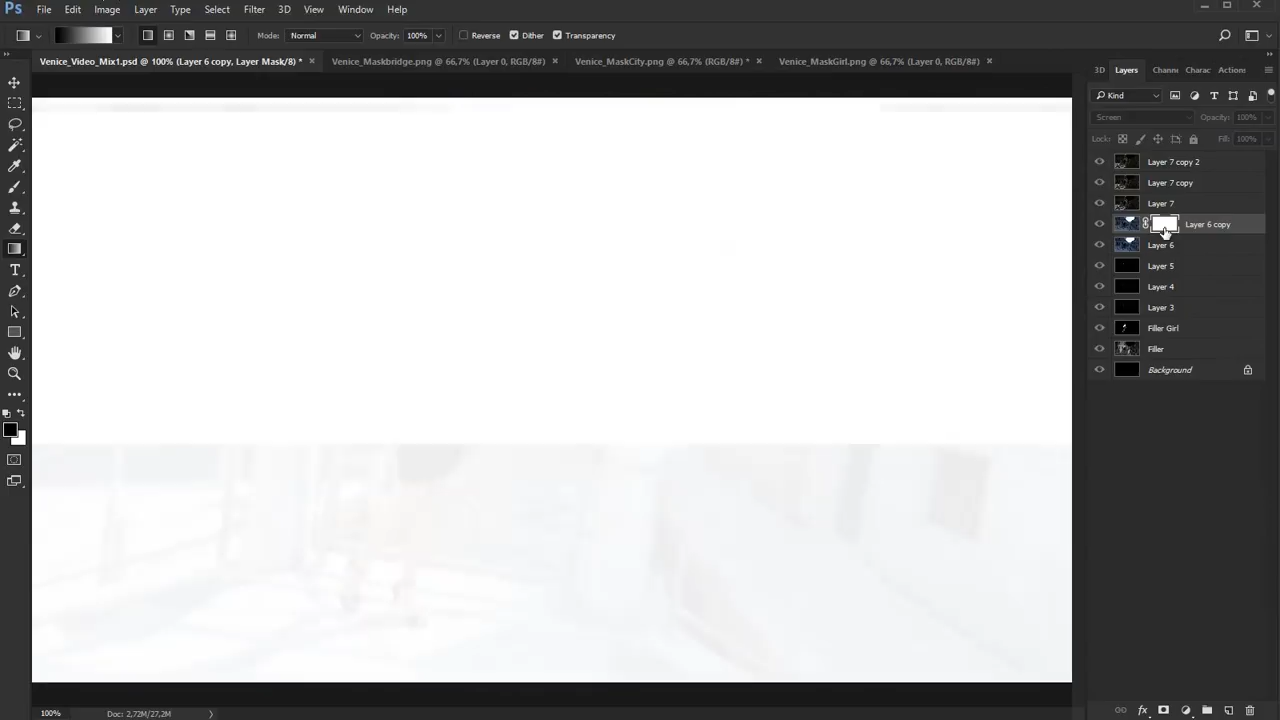 Ps File Edit Image Layer Type Select Filter 3D View Window Help
Mode: Normal Opacity: 100% Reverse Dither Transparency
Venice_Video_Mix1.psd @ 100% (Layer 6 copy, Layer Mask/8) * Venice_Maskbridge.png @ 66,7% (Layer 0, RGB/8#) Venice_MaskCity.png @ 66,7% (RGB/8#) * Venice_MaskGirl.png @ 66,7% (Layer 0, RGB/8#)
3D Layers Chann Charac Actions
Kind
Screen Opacity: 100%
Lock: Fill: 100%
Layer 7 copy 2
Layer 7 copy
Layer 7
Layer 6 copy
Layer 6
Layer 5
Layer 4
Layer 3
Filler Girl
Filler
Background
100% Doc: 2,72M/27,2M